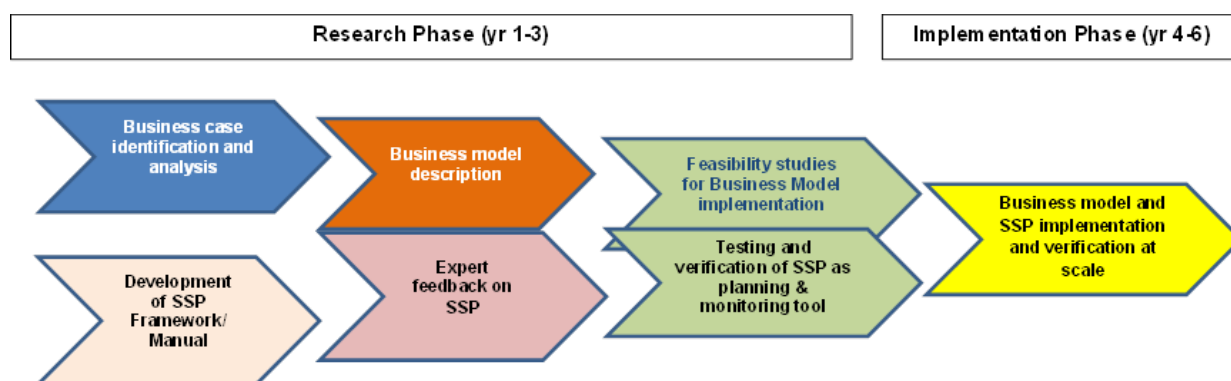 Research Phase (yr 1-3)
Implementation Phase (yr 4-6)
Business case
identification and
analysis
Business model
description
Feasibility studies
for Business Model
implementation
Business model and
SSP implementation
and verification at
scale
Development
of SSP
Framework/
Manual
Expert
feedback on
SSP
Testing and
verification of SSP as
planning &
monitoring tool